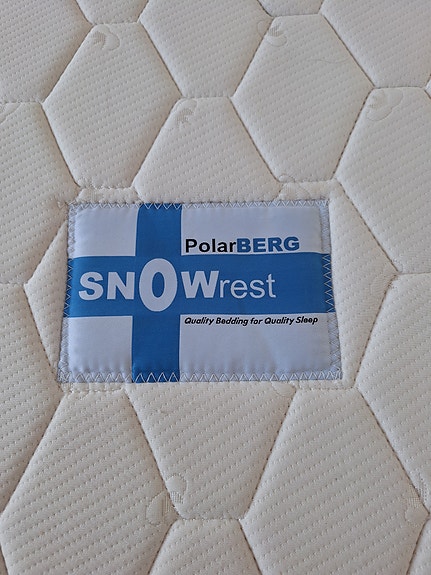 PolarBERG
SNOWrest
Quality Bedding for Quality Sleep